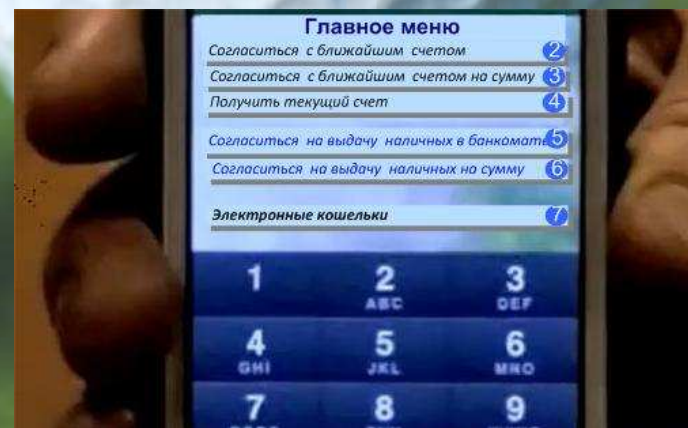 Главное меню
Согласиться с ближайшим счетом 2
Согласиться с ближайшим счетом на сумму 3
Получить текущий счет 4
Согласиться на выдачу наличных в банкомате 5
Согласиться на выдачу наличных на сумму 6
Электронные кошельки 7
1 2 3
ABC DEF
4 5 6
GHI JKL MNO
7 8 9